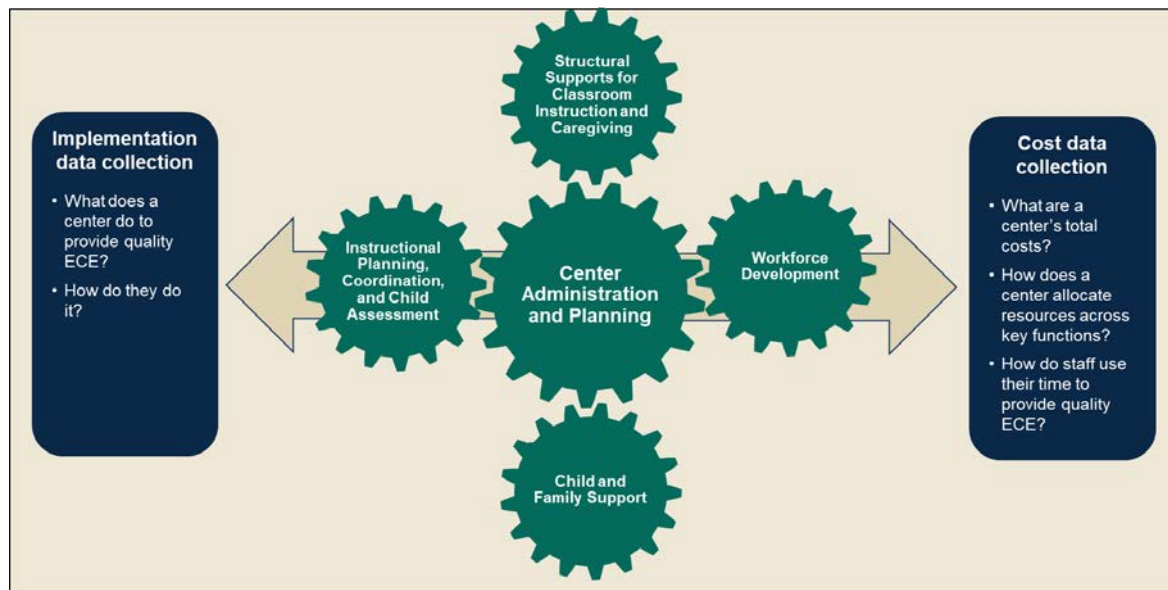 Structural
Supports for
Classroom
Instruction and
Caregiving
Implementation
data collection
• What does a
center do to
provide quality
ECE?
• How do they do
it?
Instructional
Planning,
Coordination,
and Child
Assessment
Center
Administration
and Planning
Workforce
Development
Child and
Family Support
Cost data
collection
• What are a
center's total
costs?
• How does a
center allocate
resources across
key functions?
• How do staff use
their time to
provide quality
ECE?